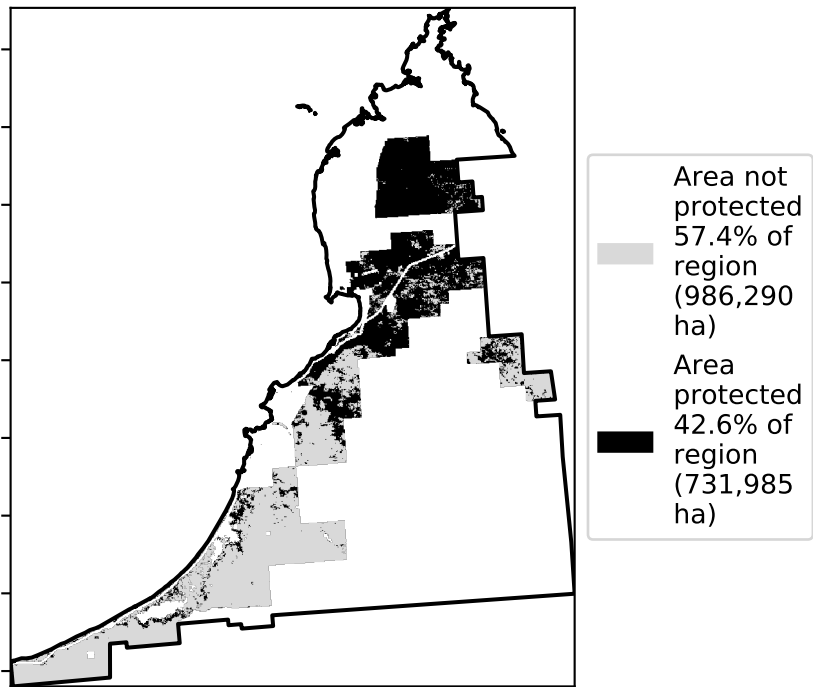 Area not
protected
57.4% of
region
(986,290
ha)
Area
protected
42.6% of
region
(731,985
ha)